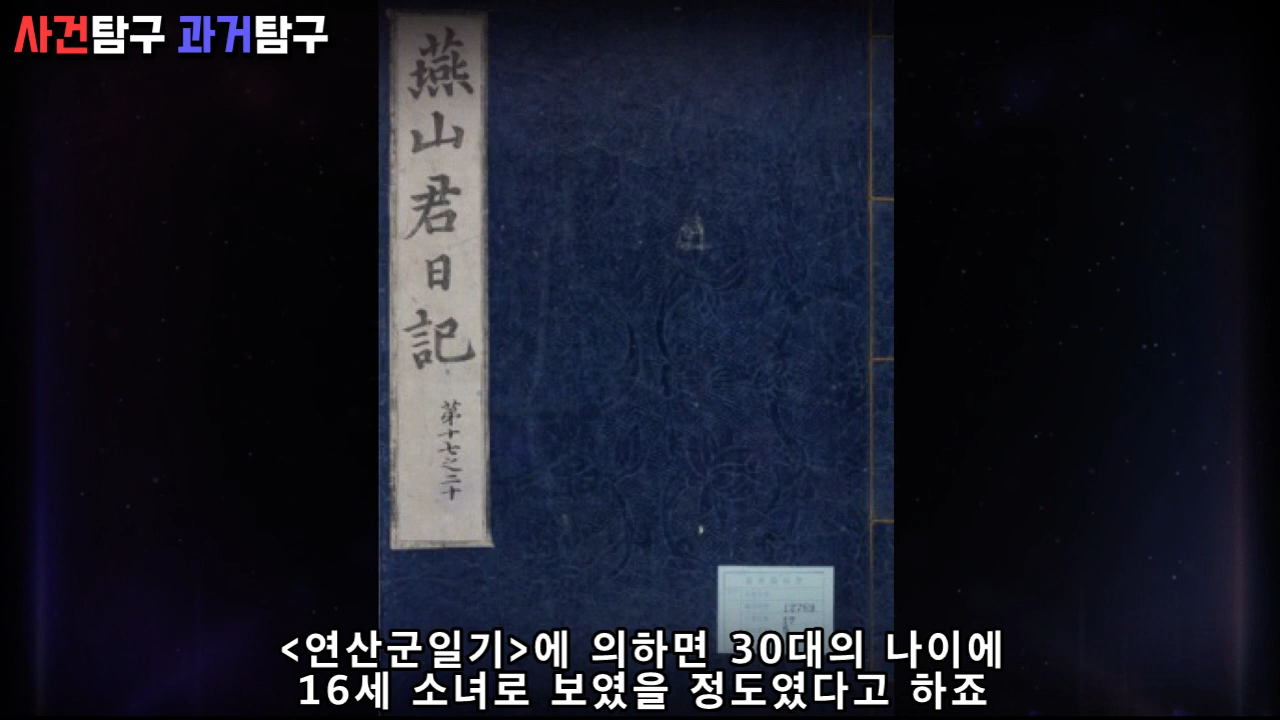 사건탐구 과거탐구
燕山君日記
第十七之二十
12769
17
<연산군일기>에 의하면 30대의 나이에
16세 소녀로 보였을 정도였다고 하죠